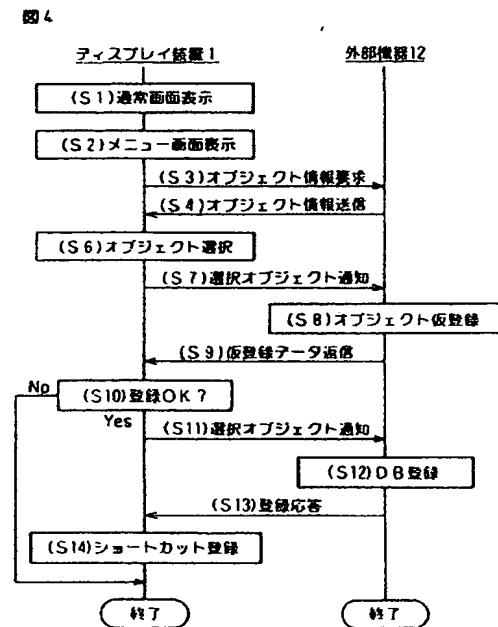 図4
ディスプレイ装置1 外部機器12
(S1)通常画面表示
(S2)メニュー画面表示
(S3)オブジェクト情報要求
(S4)オブジェクト情報送信
(S6)オブジェクト選択
(S7)選択オブジェクト通知
(S8)オブジェクト仮登録
(S9)仮登録データ返信
No (S10)登録OK?
Yes
(S11)選択オブジェクト通知
(S12)DB登録
(S13)登録応答
(S14)ショートカット登録
終了 終了